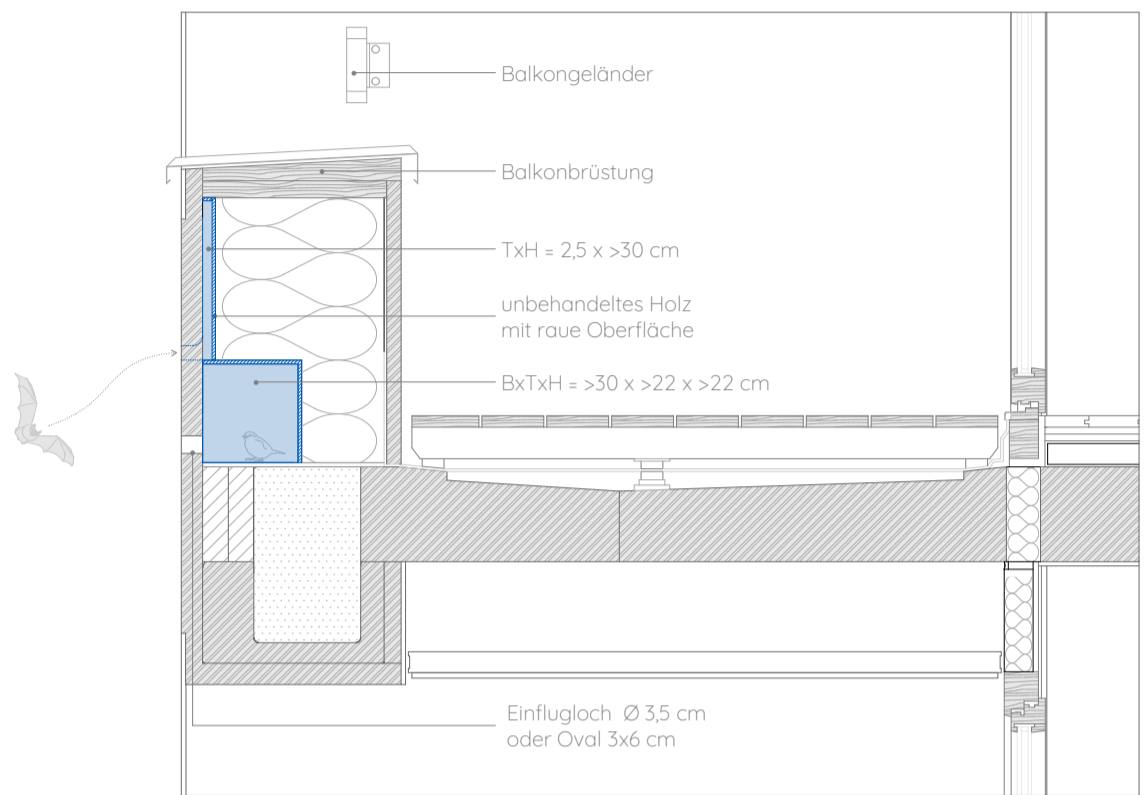 Balkongeländer
Balkonbrüstung
TxH = 2,5 x >30 cm
unbehandeltes Holz
mit raue Oberfläche
BxTxH = >30 x >22 x >22 cm
Einflugloch Ø 3,5 cm
oder Oval 3x6 cm